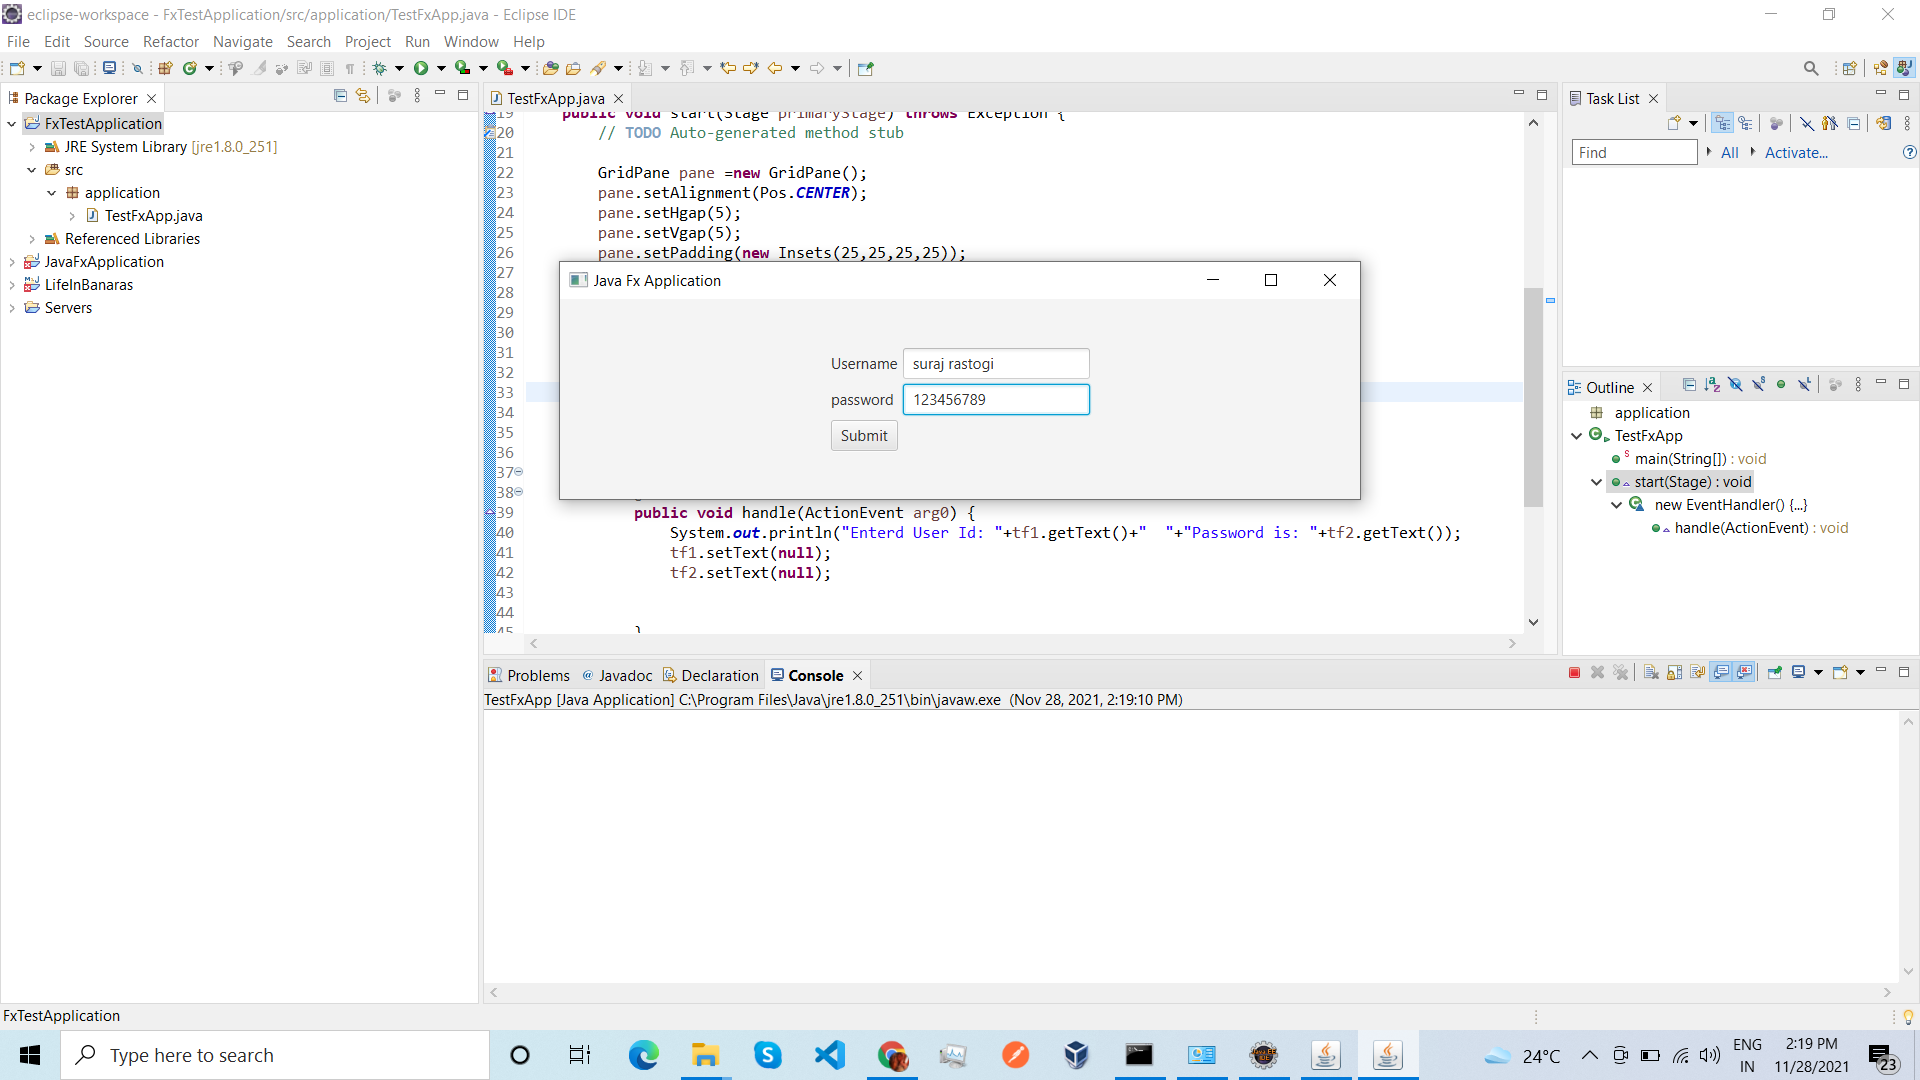 eclipse-workspace - FxTestApplication/src/application/TestFxApp.java - Eclipse IDE
File Edit Source Refactor Navigate Search Project Run Window Help
Package Explorer
FxTestApplication
JRE System Library [jre1.8.0_251]
src
application
TestFxApp.java
Referenced Libraries
JavaFxApplication
LifeInBanaras
Servers
TestFxApp.java
19 public void start(Stage primaryStage) throws Exception {
20 // TODO Auto-generated method stub
21
22 GridPane pane =new GridPane();
23 pane.setAlignment(Pos.CENTER);
24 pane.setHgap(5);
25 pane.setVgap(5);
26 pane.setPadding(new Insets(25,25,25,25));
27
28
29
30
31
32
33
34
35
36
37
38
39 public void handle(ActionEvent arg0) {
40 System.out.println("Enterd User Id: "+tf1.getText()+" "+"Password is: "+tf2.getText());
41 tf1.setText(null);
42 tf2.setText(null);
43
44
45 }
Java Fx Application
Username suraj rastogi
password 123456789
Submit
Task List
Find All Activate...
Outline
application
TestFxApp
main(String[]) : void
start(Stage) : void
new EventHandler() {...}
handle(ActionEvent) : void
Problems @ Javadoc Declaration Console
TestFxApp [Java Application] C:\Program Files\Java\jre1.8.0_251\bin\javaw.exe (Nov 28, 2021, 2:19:10 PM)
FxTestApplication
Type here to search
24°C
ENG
IN
2:19 PM
11/28/2021
23